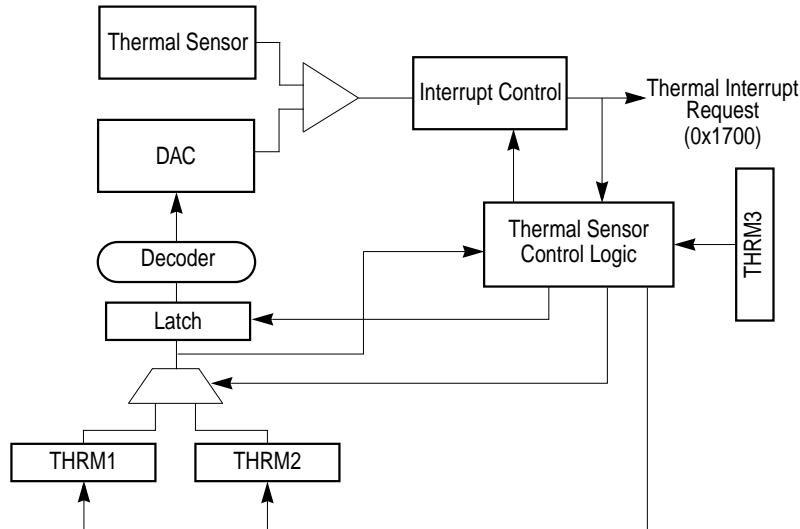 Thermal Sensor
Interrupt Control
Thermal Interrupt
Request
(0x1700)
DAC
Thermal Sensor
Control Logic
THRM3
Decoder
Latch
THRM1
THRM2